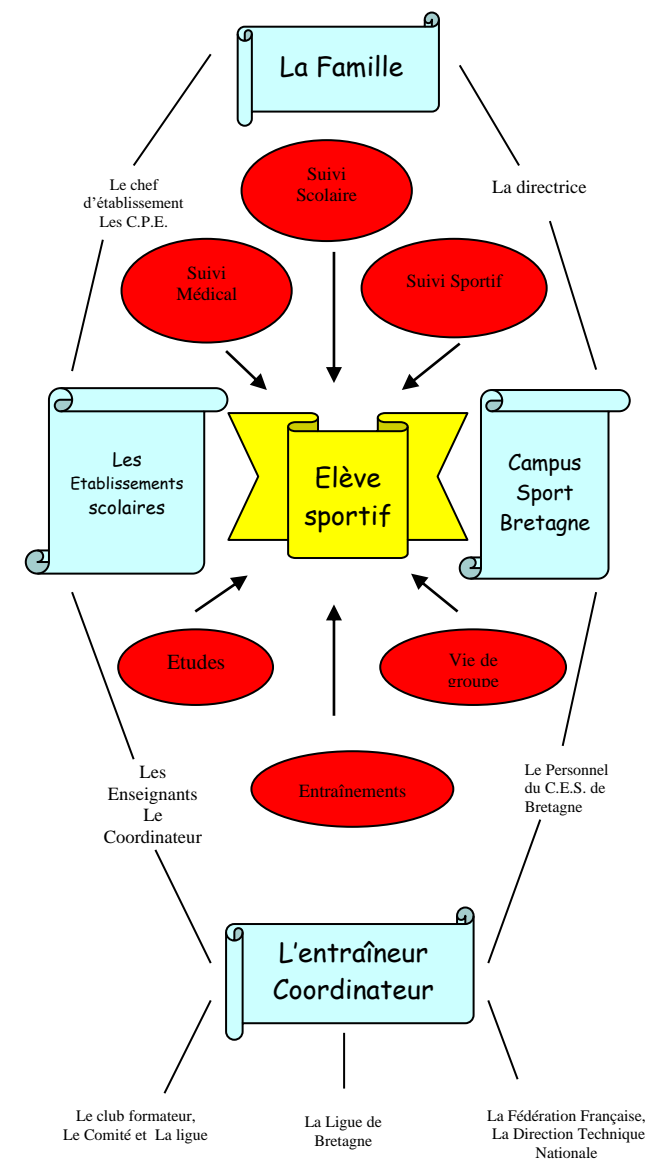 La Famille
Suivi
Scolaire
Le chef
d'établissement
Les C.P.E.
La directrice
Suivi
Médical
Suivi Sportif
Les
Etablissements
scolaires
Elève
sportif
Campus
Sport
Bretagne
Etudes
Vie de
groupe
Entraînements
Les
Enseignants
Le
Coordinateur
Le Personnel
du C.E.S. de
Bretagne
L'entraîneur
Coordinateur
Le club formateur,
Le Comité et La ligue
La Ligue de
Bretagne
La Fédération Française,
La Direction Technique
Nationale